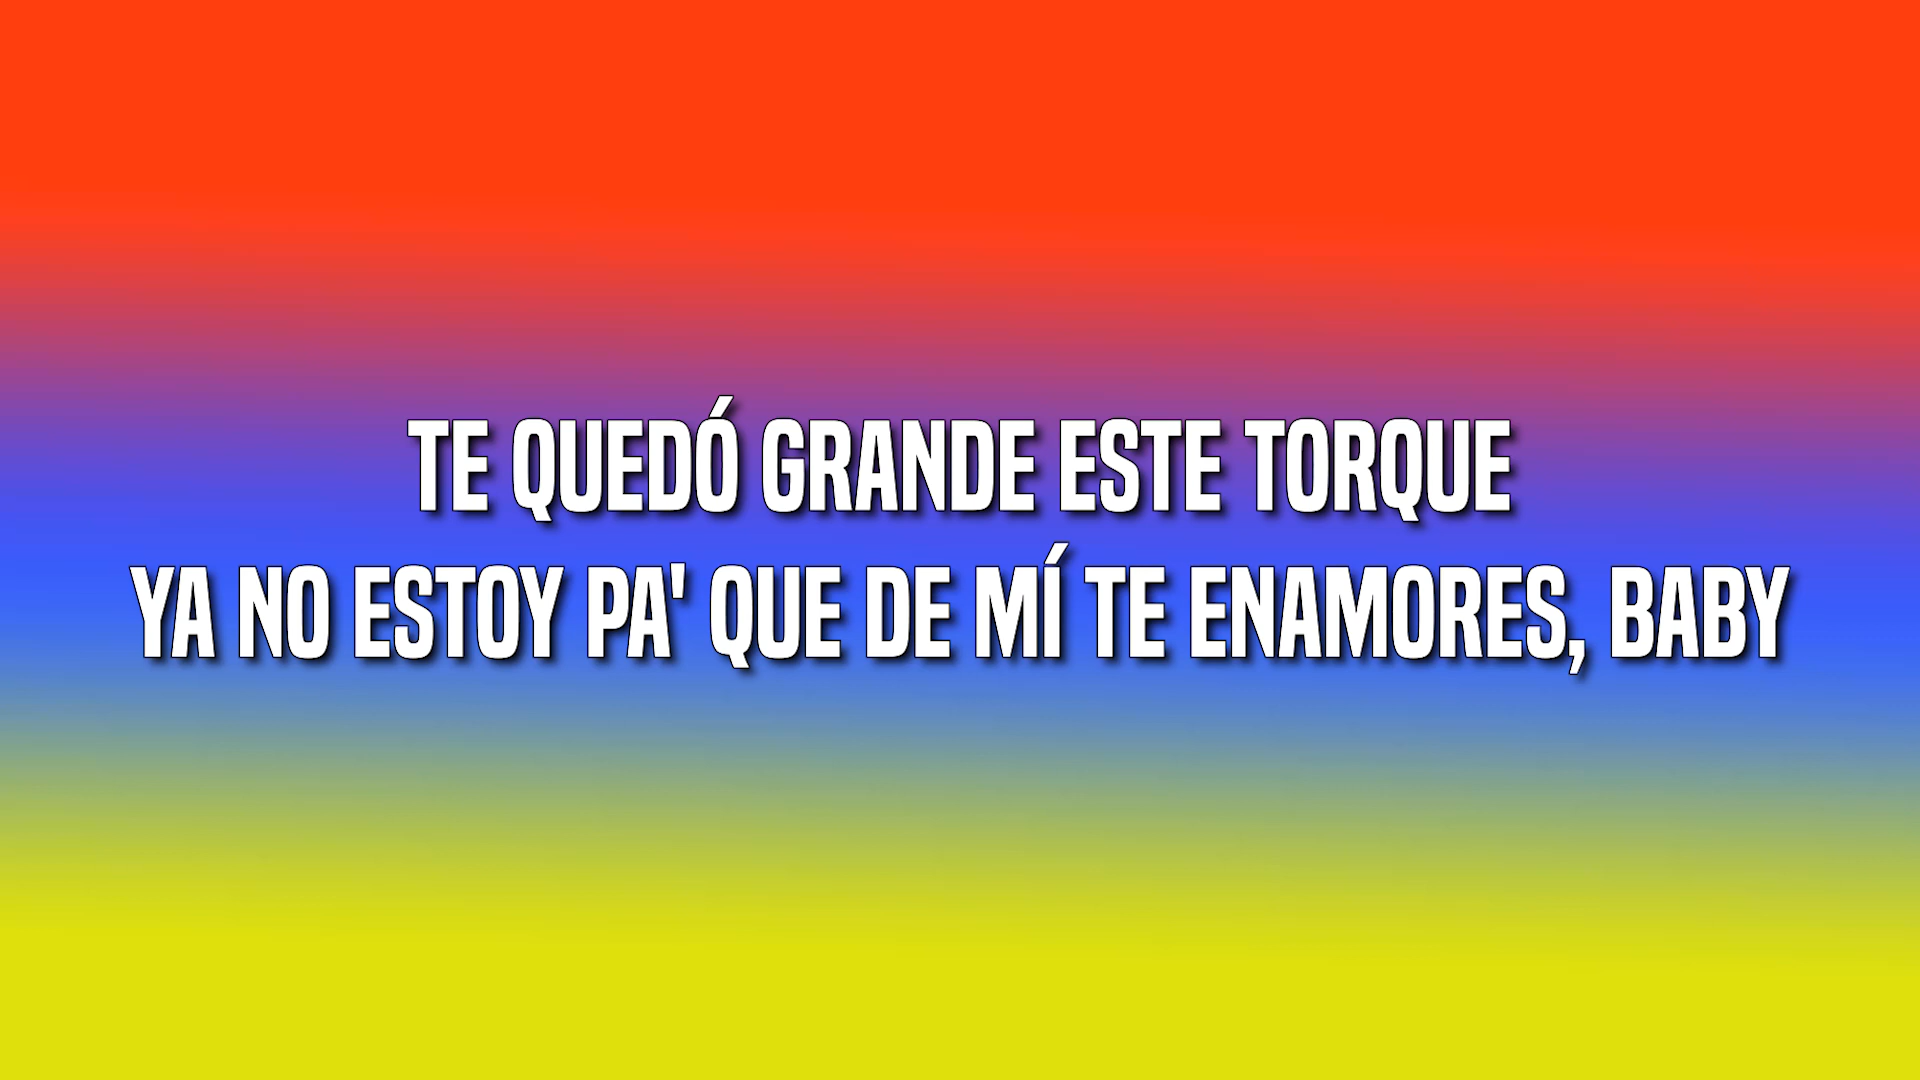 TE QUEDÓ GRANDE ESTE TORQUE
YA NO ESTOY PA' QUE DE MÍ TE ENAMORES, BABY